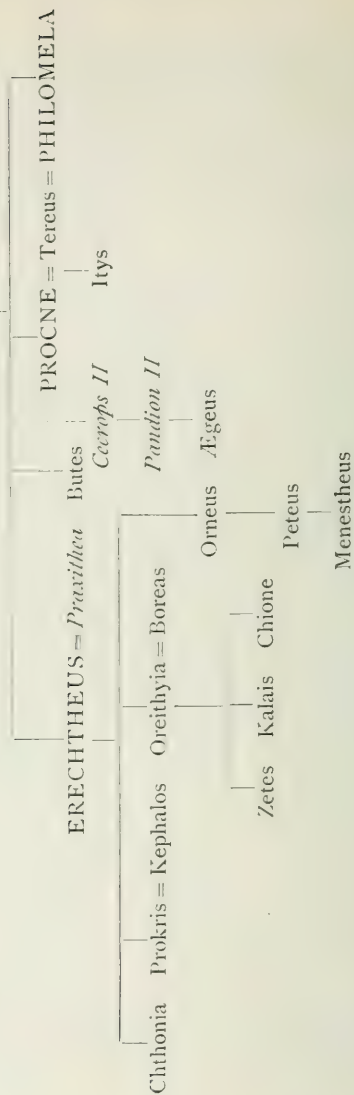 ERECHTHEUS = Praxithea Butes PROCNE = Tereus = PHILOMELA
Cecrops II Itys
Pandion II
Chthonia Prokris = Kephalos Oreithyia = Boreas Orneus Ægeus
Zetes Kalais Chione Peteus
Menestheus